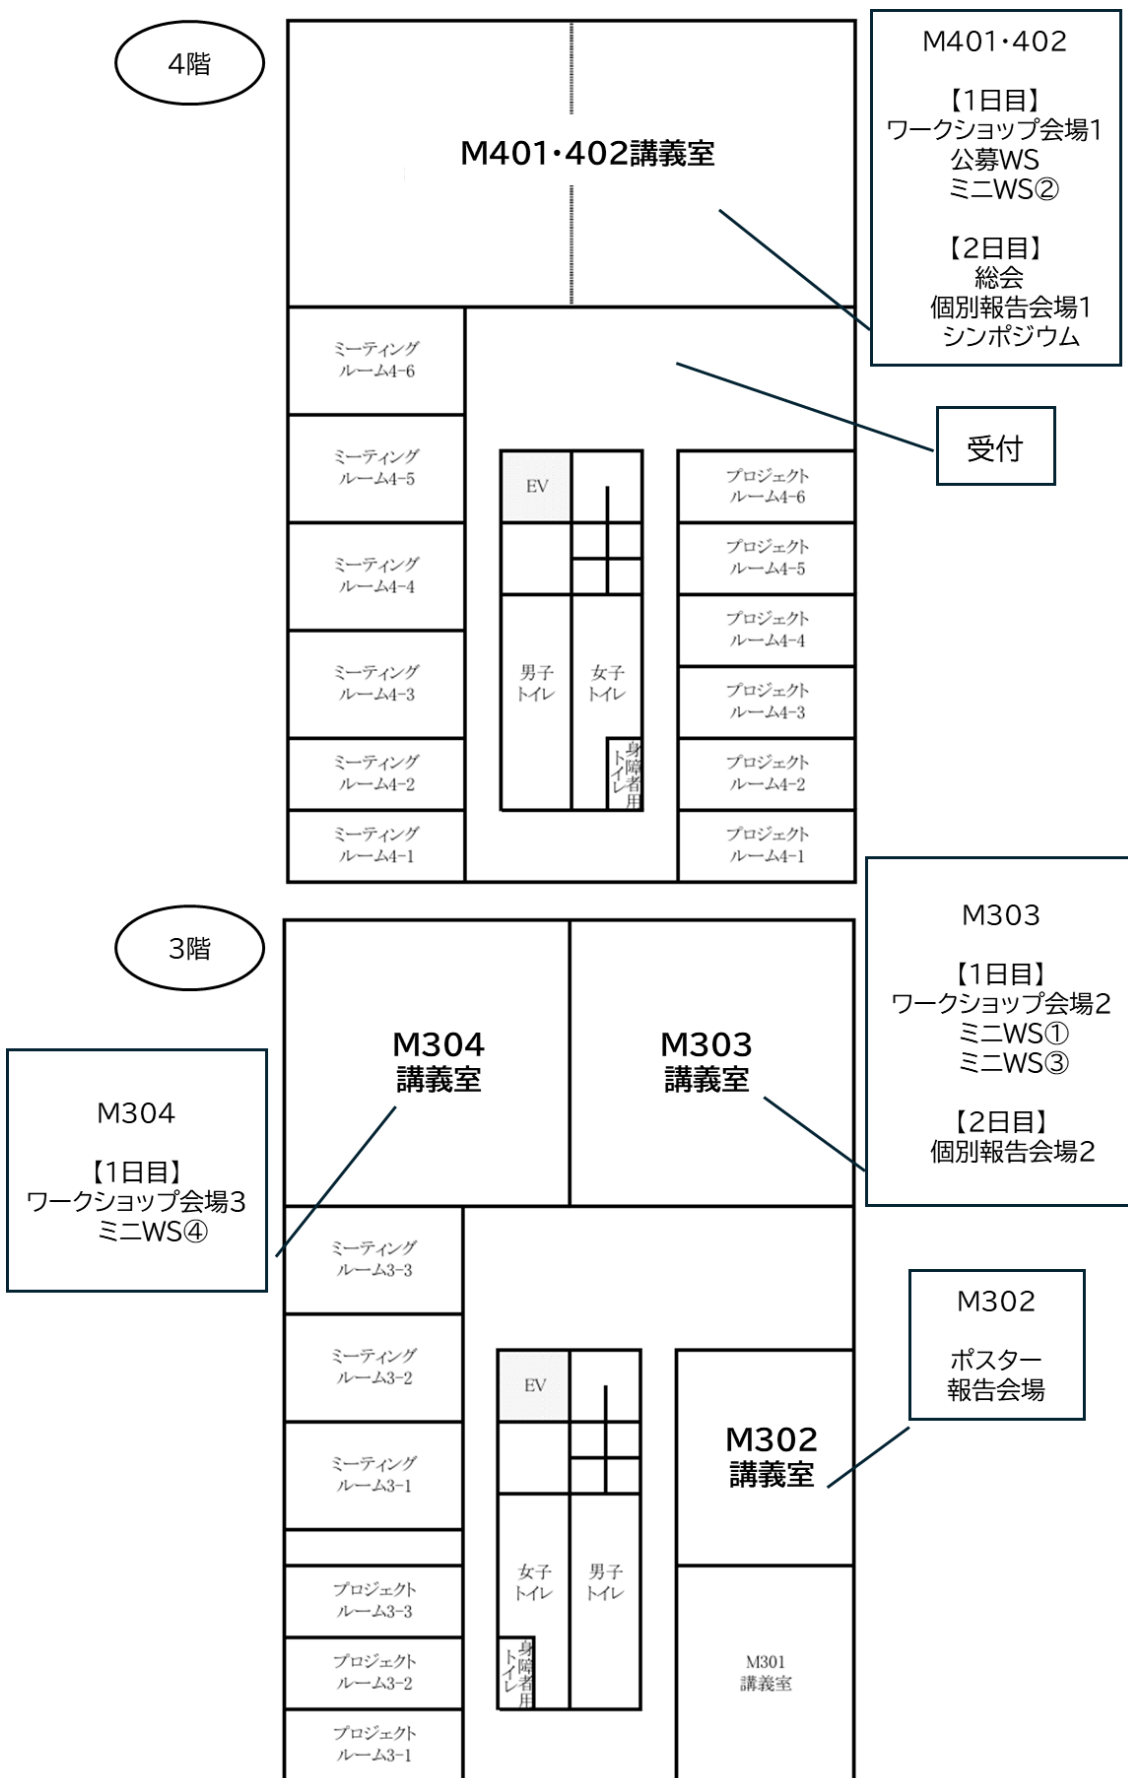 4階
M401・402講義室
M401・402
【1日目】
ワークショップ会場1
公募WS
ミニWS②
【2日目】
総会
個別報告会場1
シンポジウム
受付
ミーティング
ルーム4-6
ミーティング
ルーム4-5
ミーティング
ルーム4-4
ミーティング
ルーム4-3
ミーティング
ルーム4-2
ミーティング
ルーム4-1
EV
男子
トイレ
女子
トイレ
身障者用
トイレ
プロジェクト
ルーム4-6
プロジェクト
ルーム4-5
プロジェクト
ルーム4-4
プロジェクト
ルーム4-3
プロジェクト
ルーム4-2
プロジェクト
ルーム4-1
3階
M304
講義室
M303
講義室
M303
【1日目】
ワークショップ会場2
ミニWS①
ミニWS③
【2日目】
個別報告会場2
M304
【1日目】
ワークショップ会場3
ミニWS④
ミーティング
ルーム3-3
ミーティング
ルーム3-2
ミーティング
ルーム3-1
プロジェクト
ルーム3-3
プロジェクト
ルーム3-2
プロジェクト
ルーム3-1
EV
女子
トイレ
男子
トイレ
身障者用
トイレ
M302
講義室
M302
ポスター
報告会場
M301
講義室